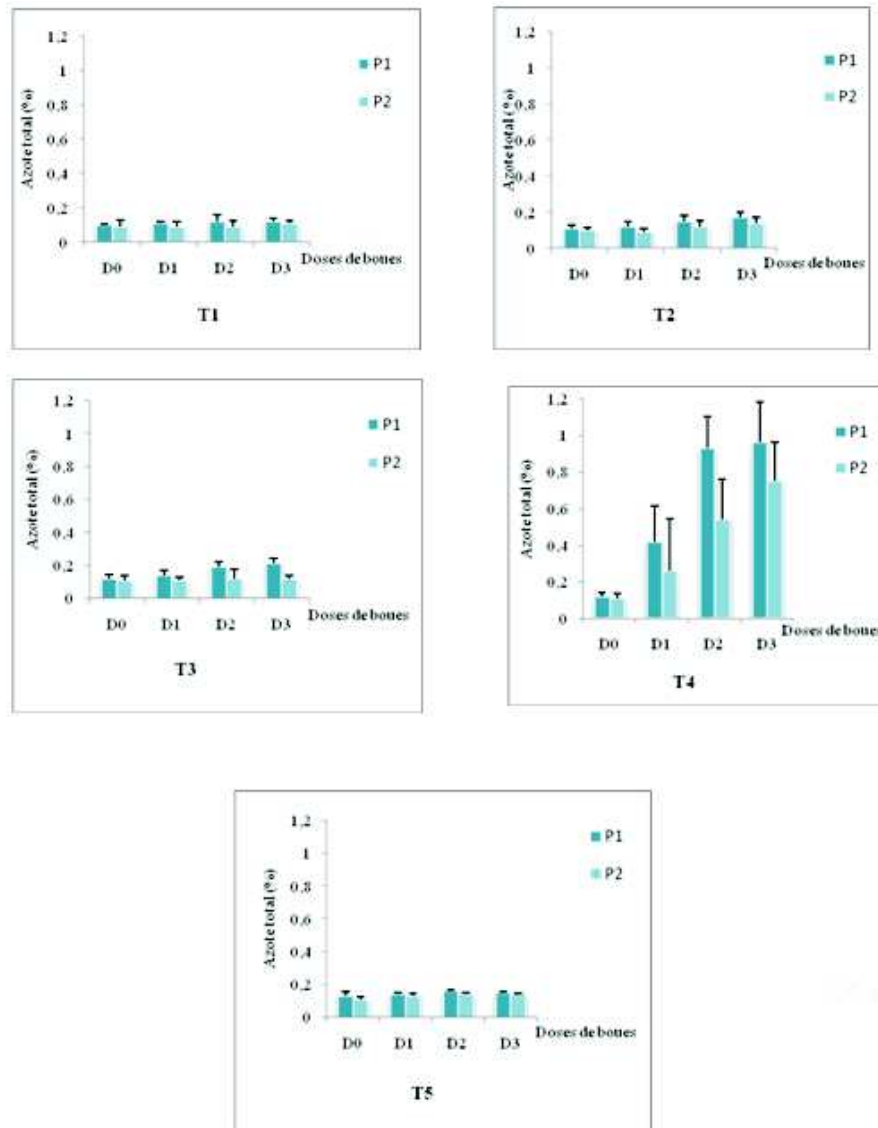 1.2
1
0.8
0.6
0.4
0.2
0
Azote total (%)
P1
P2
D0 D1 D2 D3
Doses de boues
T1
1.2
1
0.8
0.6
0.4
0.2
0
Azote total (%)
P1
P2
D0 D1 D2 D3
Doses de boues
T2
1.2
1
0.8
0.6
0.4
0.2
0
Azote total (%)
P1
P2
D0 D1 D2 D3
Doses de boues
T3
1.2
1
0.8
0.6
0.4
0.2
0
Azote total (%)
P1
P2
D0 D1 D2 D3
Doses de boues
T4
1.2
1
0.8
0.6
0.4
0.2
0
Azote total (%)
P1
P2
D0 D1 D2 D3
Doses de boues
T5